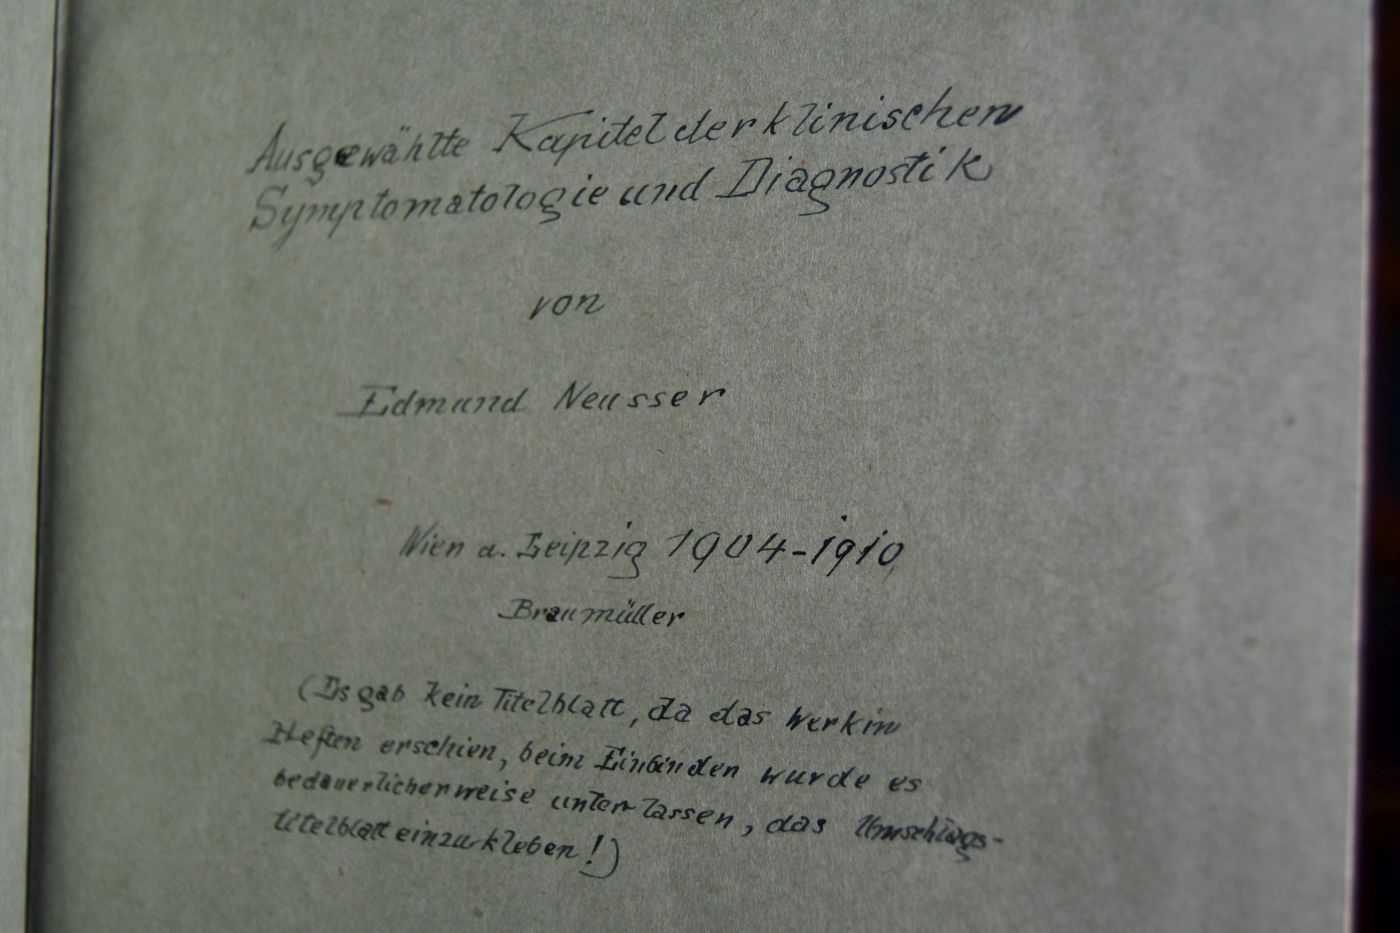 Ausgewählte Kapitel der klinischen
Symptomatologie und Diagnostik
von
Edmund Neusser
Wien u. Leipzig 1904-1910
Braumüller
(Es gab kein Titelblatt, da das Werk in
Heften erschien, beim Einbinden wurde es
bedauerlicherweise unterlassen, das Umschlags-
titelblatt einzukleben!)